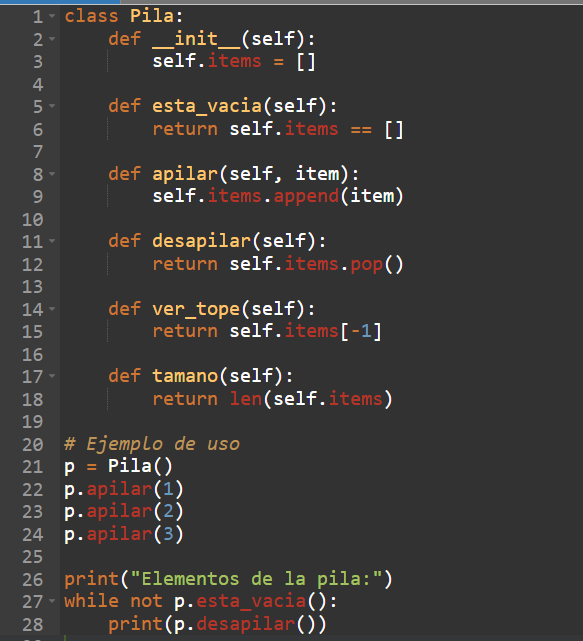 1 class Pila:
2     def __init__(self):
3         self.items = []
4
5     def esta_vacia(self):
6         return self.items == []
7
8     def apilar(self, item):
9         self.items.append(item)
10
11     def desapilar(self):
12         return self.items.pop()
13
14     def ver_tope(self):
15         return self.items[-1]
16
17     def tamano(self):
18         return len(self.items)
19
20 # Ejemplo de uso
21 p = Pila()
22 p.apilar(1)
23 p.apilar(2)
24 p.apilar(3)
25
26 print("Elementos de la pila:")
27 while not p.esta_vacia():
28     print(p.desapilar())